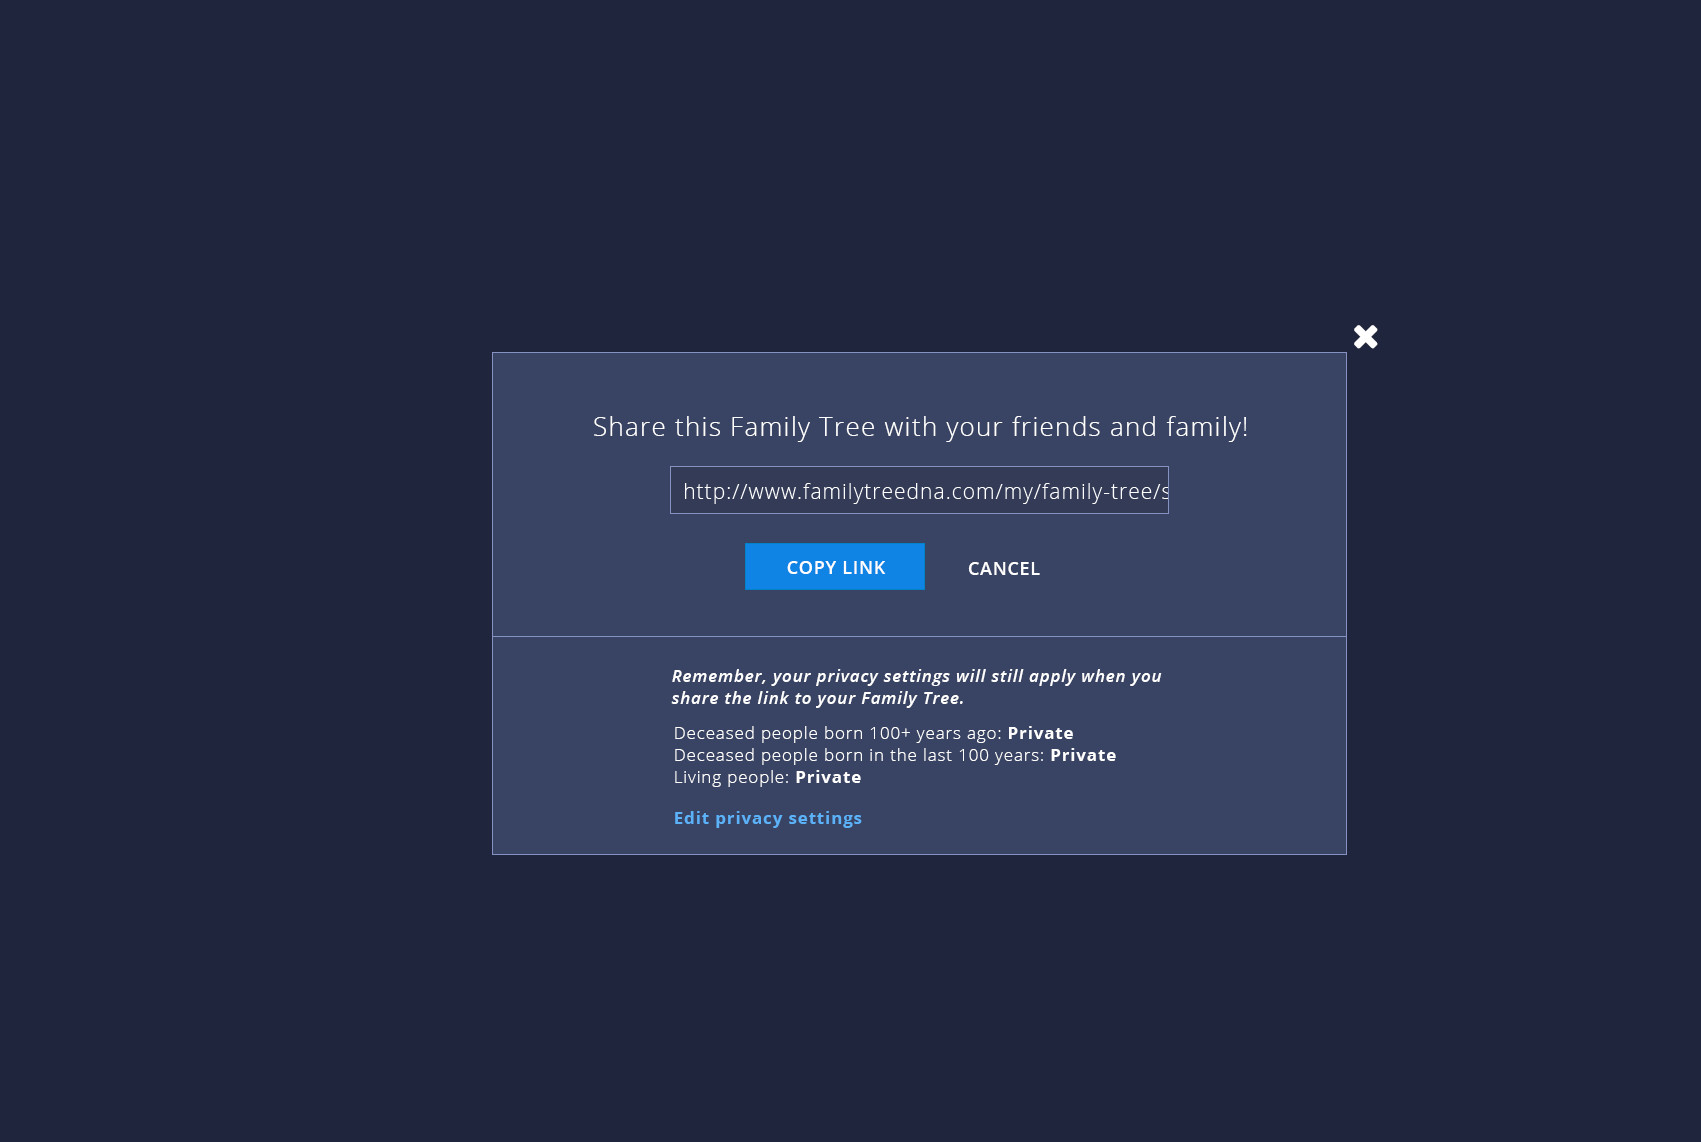 Share this Family Tree with your friends and family!
http://www.familytreedna.com/my/family-tree/s
COPY LINK
CANCEL
Remember, your privacy settings will still apply when you
share the link to your Family Tree.
Deceased people born 100+ years ago: Private
Deceased people born in the last 100 years: Private
Living people: Private
Edit privacy settings